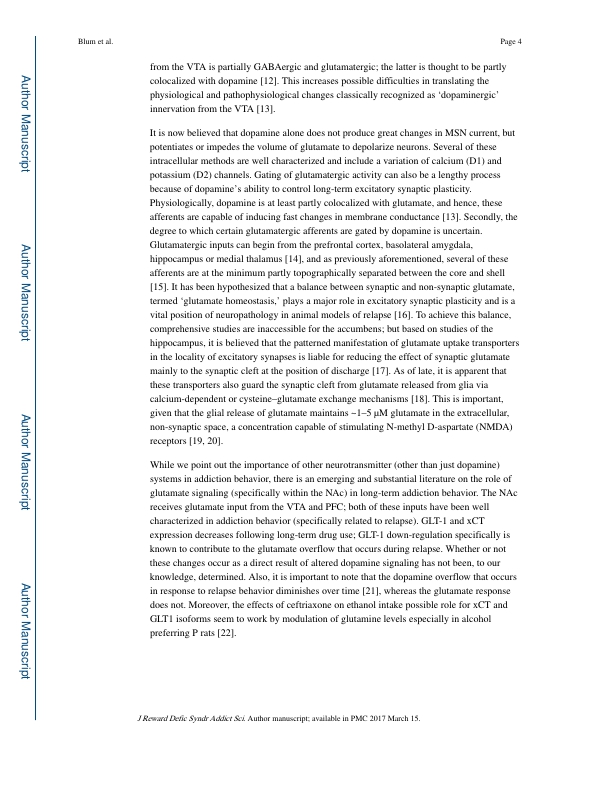 Blum et al.
Page 4
from the VTA is partially GABAergic and glutamatergic; the latter is thought to be partly
colocalized with dopamine [12]. This increases possible difficulties in translating the
physiological and pathophysiological changes classically recognized as ‘dopaminergic’
innervation from the VTA [13].
It is now believed that dopamine alone does not produce great changes in MSN current, but
potentiates or impedes the volume of glutamate to depolarize neurons. Several of these
intracellular methods are well characterized and include a variation of calcium (D1) and
potassium (D2) channels. Gating of glutamatergic activity can also be a lengthy process
because of dopamine’s ability to control long-term excitatory synaptic plasticity.
Physiologically, dopamine is at least partly colocalized with glutamate, and hence, these
afferents are capable of inducing fast changes in membrane conductance [13]. Secondly, the
degree to which certain glutamatergic afferents are gated by dopamine is uncertain.
Glutamatergic inputs can begin from the prefrontal cortex, basolateral amygdala,
hippocampus or medial thalamus [14], and as previously aforementioned, several of these
afferents are at the minimum partly topographically separated between the core and shell
[15]. It has been hypothesized that a balance between synaptic and non-synaptic glutamate,
termed ‘glutamate homeostasis,’ plays a major role in excitatory synaptic plasticity and is a
vital position of neuropathology in animal models of relapse [16]. To achieve this balance,
comprehensive studies are inaccessible for the accumbens; but based on studies of the
hippocampus, it is believed that the patterned manifestation of glutamate uptake transporters
in the locality of excitatory synapses is liable for reducing the effect of synaptic glutamate
mainly to the synaptic cleft at the position of discharge [17]. As of late, it is apparent that
these transporters also guard the synaptic cleft from glutamate released from glia via
calcium-dependent or cysteine–glutamate exchange mechanisms [18]. This is important,
given that the glial release of glutamate maintains ~1–5 μM glutamate in the extracellular,
non-synaptic space, a concentration capable of stimulating N-methyl D-aspartate (NMDA)
receptors [19, 20].
While we point out the importance of other neurotransmitter (other than just dopamine)
systems in addiction behavior, there is an emerging and substantial literature on the role of
glutamate signaling (specifically within the NAc) in long-term addiction behavior. The NAc
receives glutamate input from the VTA and PFC; both of these inputs have been well
characterized in addiction behavior (specifically related to relapse). GLT-1 and xCT
expression decreases following long-term drug use; GLT-1 down-regulation specifically is
known to contribute to the glutamate overflow that occurs during relapse. Whether or not
these changes occur as a direct result of altered dopamine signaling has not been, to our
knowledge, determined. Also, it is important to note that the dopamine overflow that occurs
in response to relapse behavior diminishes over time [21], whereas the glutamate response
does not. Moreover, the effects of ceftriaxone on ethanol intake possible role for xCT and
GLT1 isoforms seem to work by modulation of glutamine levels especially in alcohol
preferring P rats [22].
J Reward Defic Syndr Addict Sci. Author manuscript; available in PMC 2017 March 15.
Author Manuscript
Author Manuscript
Author Manuscript
Author Manuscript